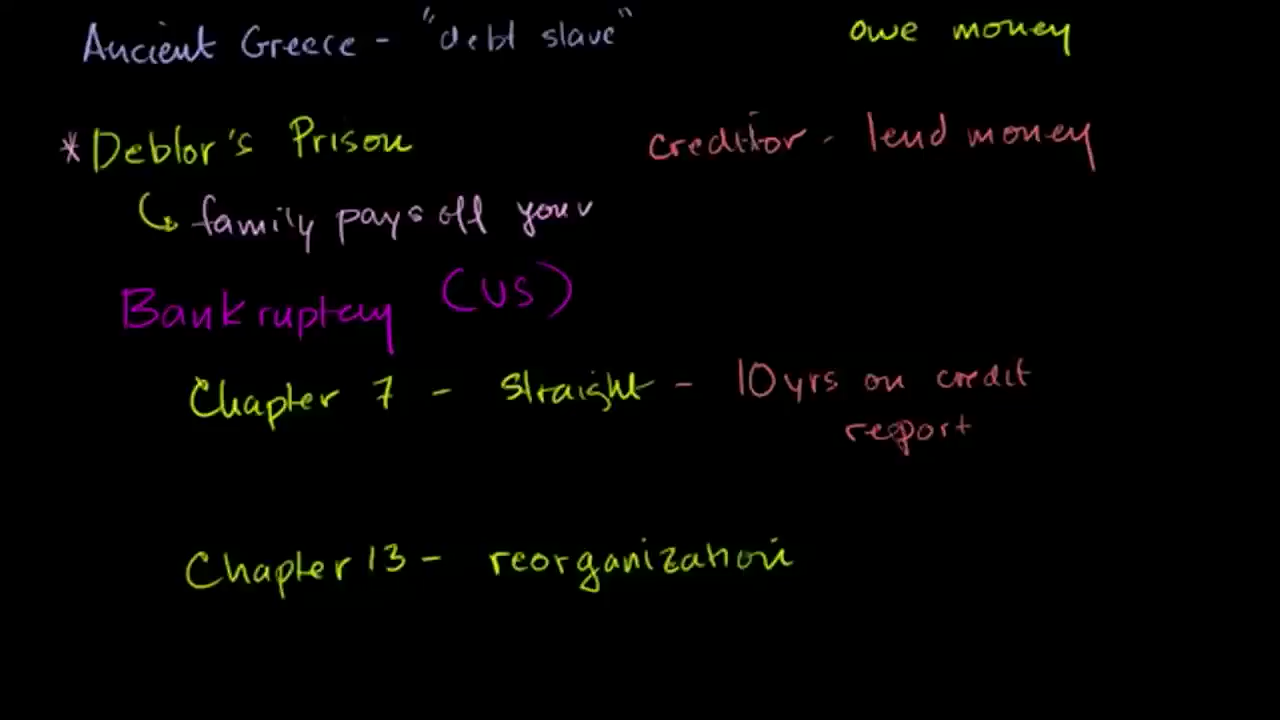 Ancient Greece - "debt slave"
owe money
* Debtor's Prison
creditor - lend money
↳ family pays off your
Bankruptcy (US)
Chapter 7 - straight - 10 yrs on credit
report
Chapter 13 - reorganization